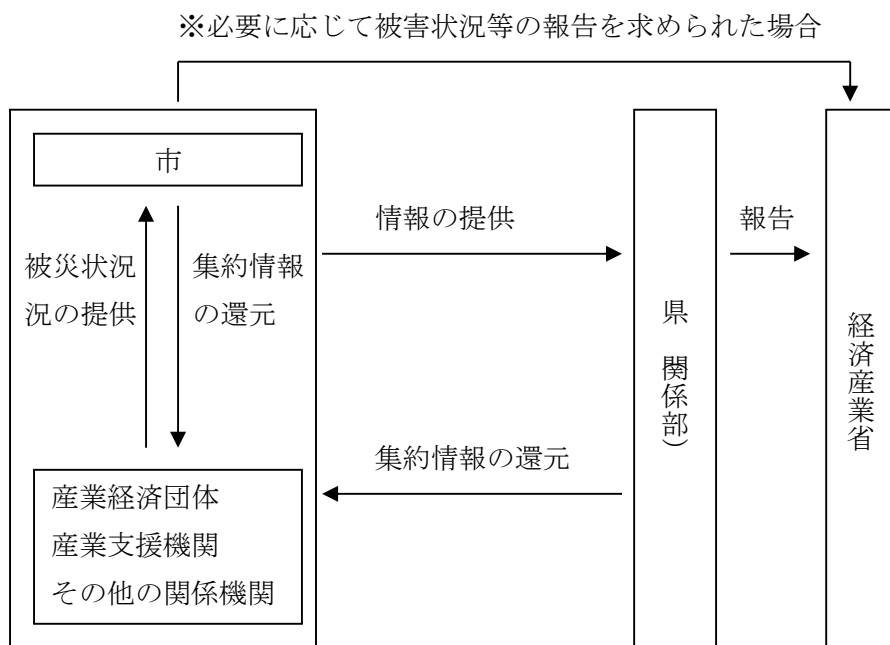 ※必要に応じて被害状況等の報告を求められた場合
市
被災状況
況の提供
集約情報
の還元
情報の提供
報告
集約情報の還元
県　関係部）
経済産業省
産業経済団体
産業支援機関
その他の関係機関